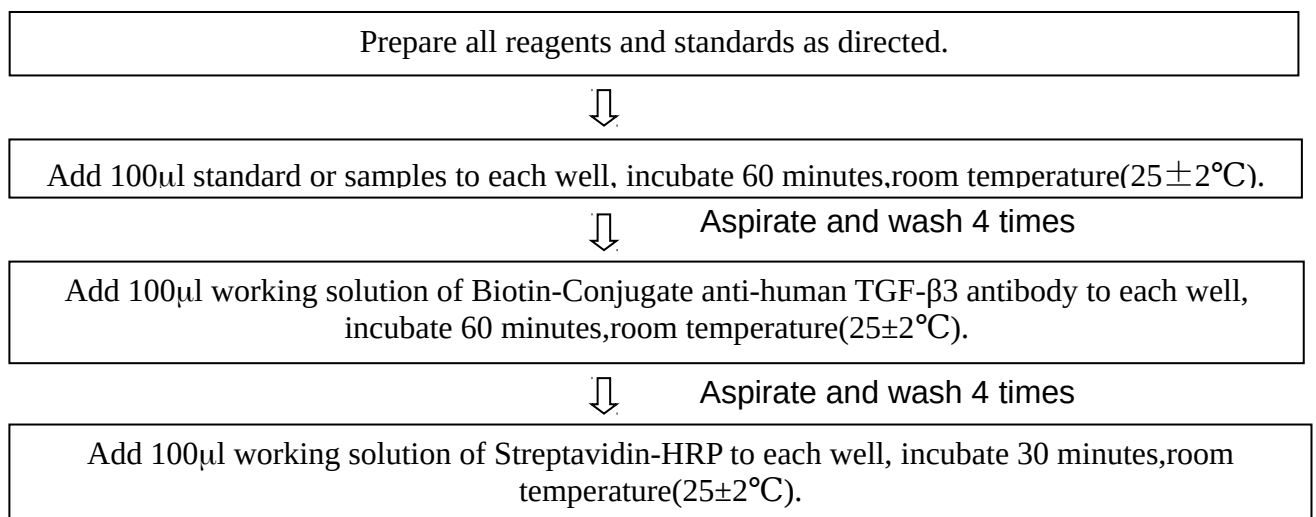 Prepare all reagents and standards as directed.
Add 100μl standard or samples to each well, incubate 60 minutes,room temperature(25±2℃).
Aspirate and wash 4 times
Add 100μl working solution of Biotin-Conjugate anti-human TGF-β3 antibody to each well,
incubate 60 minutes,room temperature(25±2℃).
Aspirate and wash 4 times
Add 100μl working solution of Streptavidin-HRP to each well, incubate 30 minutes,room
temperature(25±2℃).